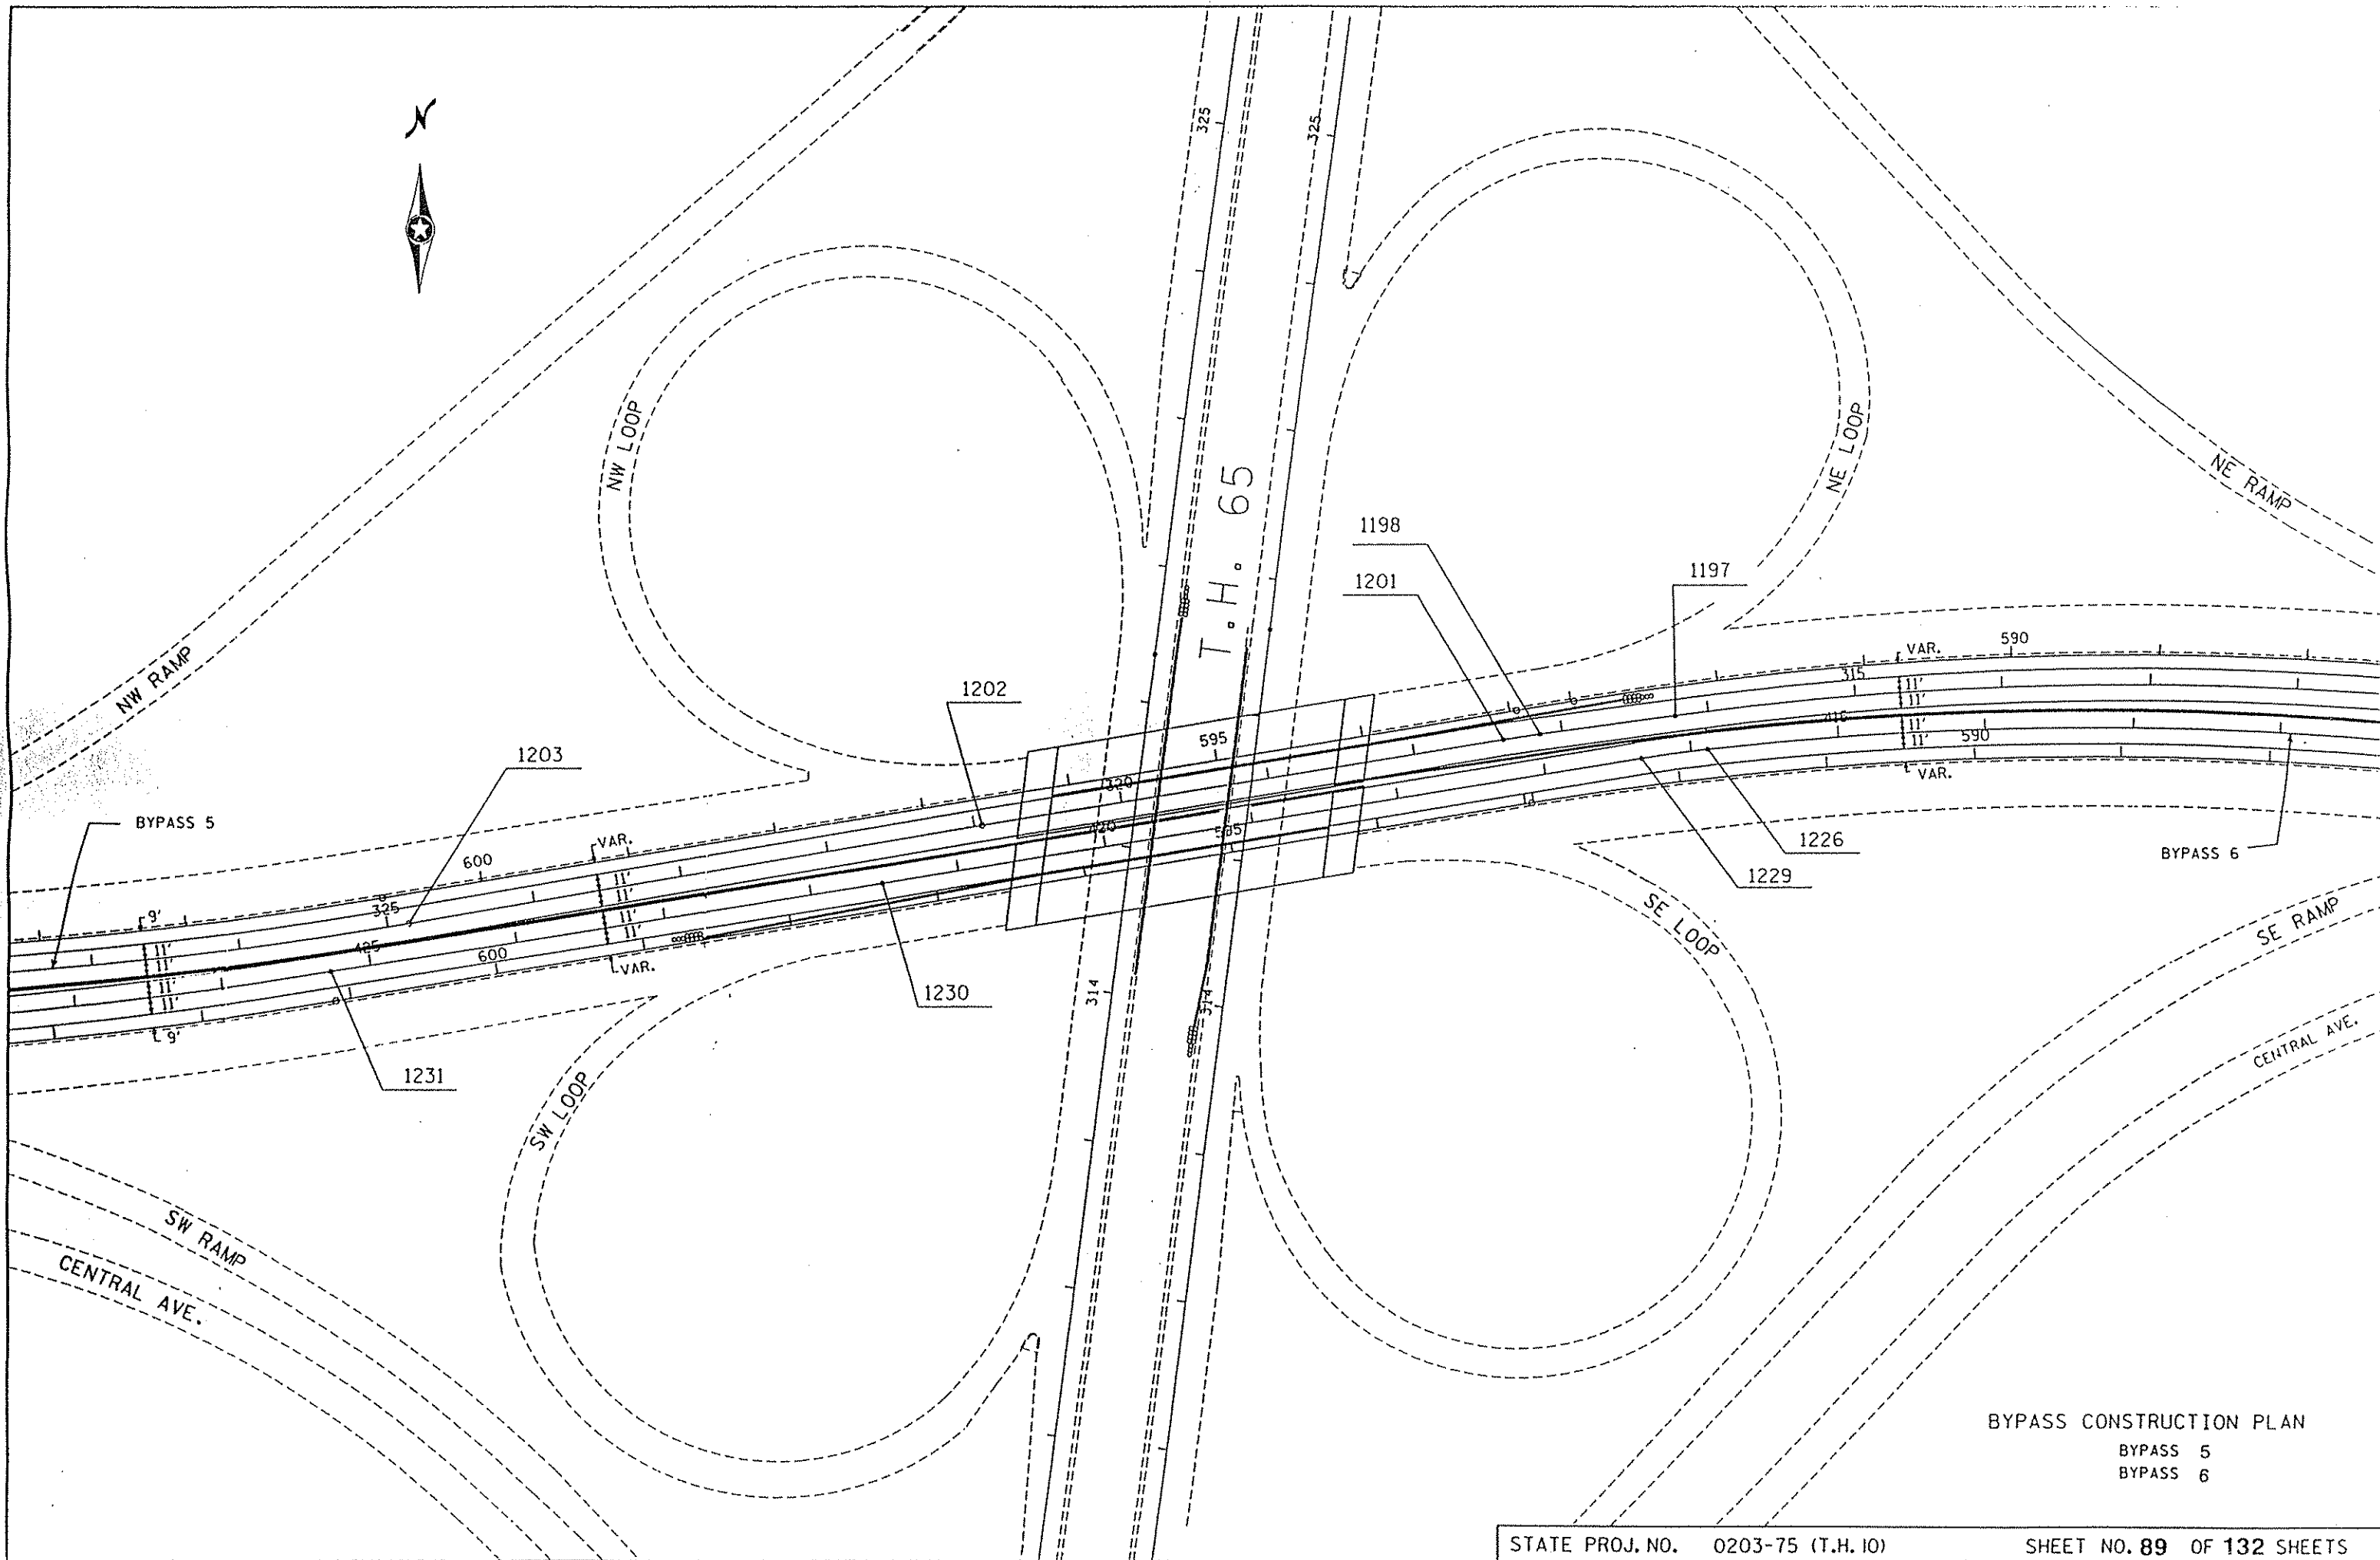 N
325
325
NW LOOP
NE LOOP
NE RAMP
T.H. 65
1198
1201
1197
NW RAMP
1202
1203
VAR.
590
315
11'
11'
11'
11'
590
VAR.
595
320
420
BYPASS 5
VAR.
600
11'
11'
11'
11'
325
425
600
VAR.
9'
11'
11'
11'
11'
9'
1226
1229
BYPASS 6
1230
1231
314
314
SE LOOP
SE RAMP
CENTRAL AVE.
SW LOOP
SW RAMP
CENTRAL AVE.
BYPASS CONSTRUCTION PLAN
BYPASS 5
BYPASS 6
STATE PROJ. NO. 0203-75 (T.H. 10) SHEET NO. 89 OF 132 SHEETS